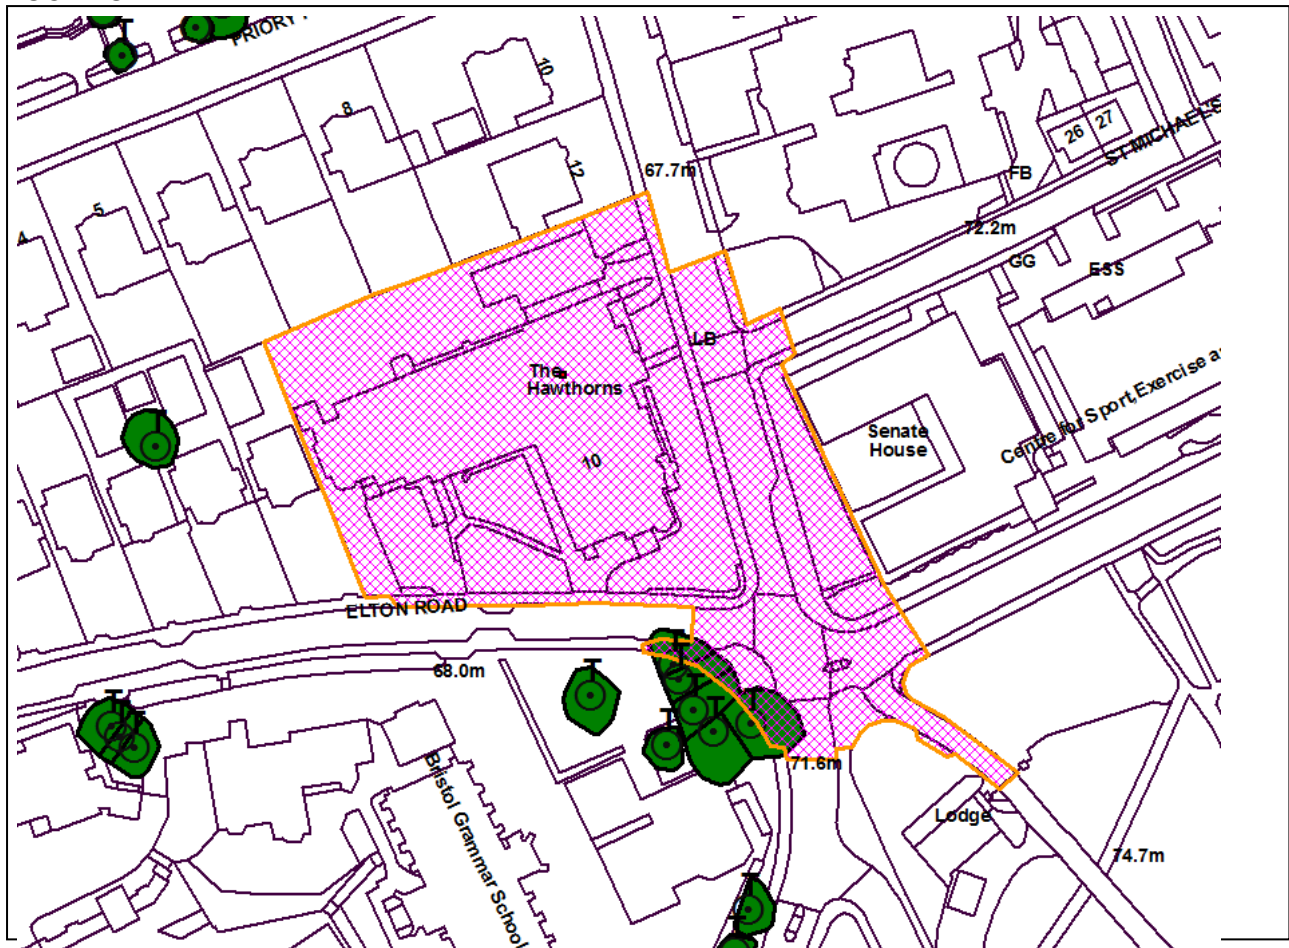 PRIORY
10
8
26
27
ST MICHAEL'S
12
67.7m
FB
5
4
72.2m
GG
ESS
LB
The
Hawthorns
Centre for Sport, Exercise a
Senate
House
10
ELTON ROAD
T
T
T
T
T
T
T
T
68.0m
T
T
71.6m
Bristol Grammar School
Lodge
74.7m
T
T